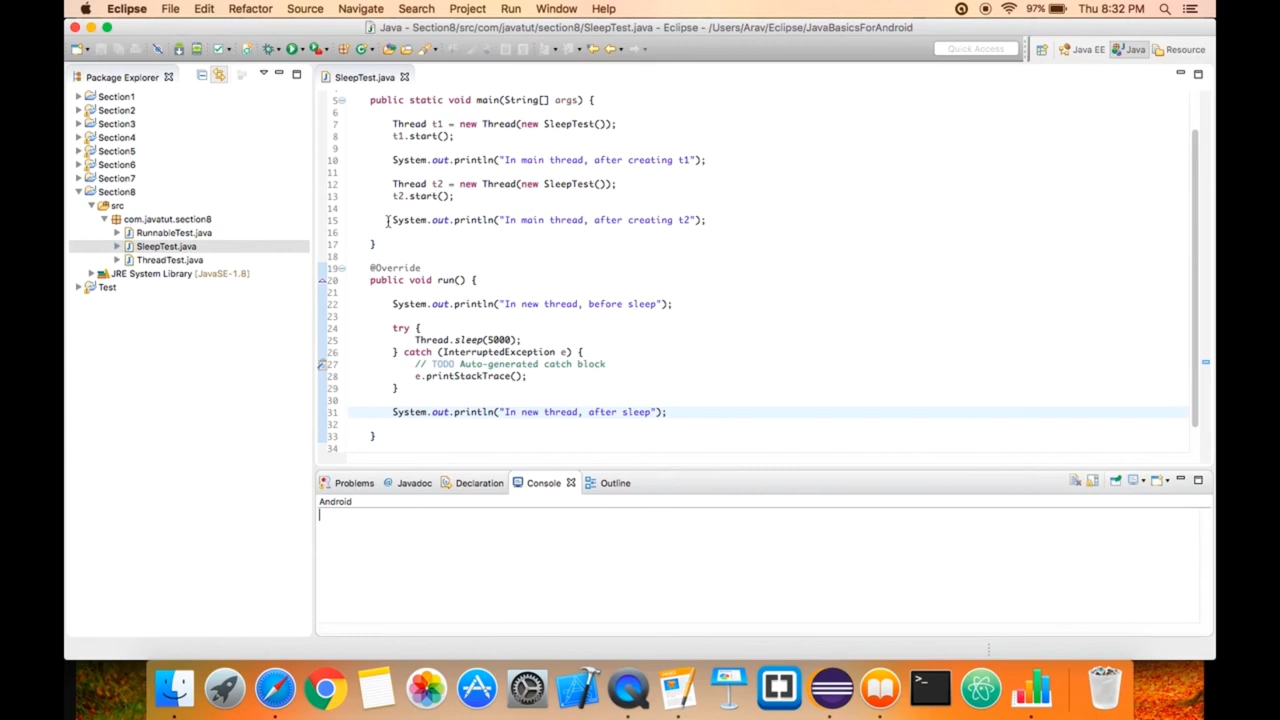 Eclipse File Edit Refactor Source Navigate Search Project Run Window Help 97% Thu 8:32 PM
Java - Section8/src/com/javatut/section8/SleepTest.java - Eclipse - /Users/Arav/Eclipse/JavaBasicsForAndroid
Quick Access Java EE Java Resource
Package Explorer
Section1
Section2
Section3
Section4
Section5
Section6
Section7
Section8
src
com.javatut.section8
RunnableTest.java
SleepTest.java
ThreadTest.java
JRE System Library [JavaSE-1.8]
Test
SleepTest.java
5 public static void main(String[] args) {
6
7 Thread t1 = new Thread(new SleepTest());
8 t1.start();
9
10 System.out.println("In main thread, after creating t1");
11
12 Thread t2 = new Thread(new SleepTest());
13 t2.start();
14
15 System.out.println("In main thread, after creating t2");
16
17 }
18
19 @Override
20 public void run() {
21
22 System.out.println("In new thread, before sleep");
23
24 try {
25 Thread.sleep(5000);
26 } catch (InterruptedException e) {
27 // TODO Auto-generated catch block
28 e.printStackTrace();
29 }
30
31 System.out.println("In new thread, after sleep");
32
33 }
34
Problems Javadoc Declaration Console Outline
Android